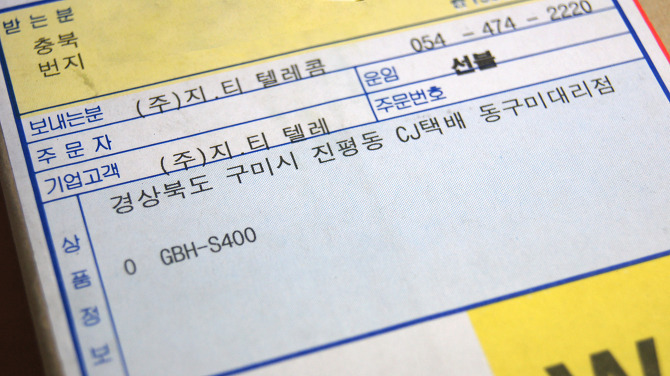 받는분
충북
번지
054 - 474 - 2220
보내는분 (주)지.티 텔레콤 운임 선불
주문자 주문번호
기업고객 (주)지.티 텔레
경상북도 구미시 진평동 CJ택배 동구미대리점
상품정보
0 GBH-S400
W